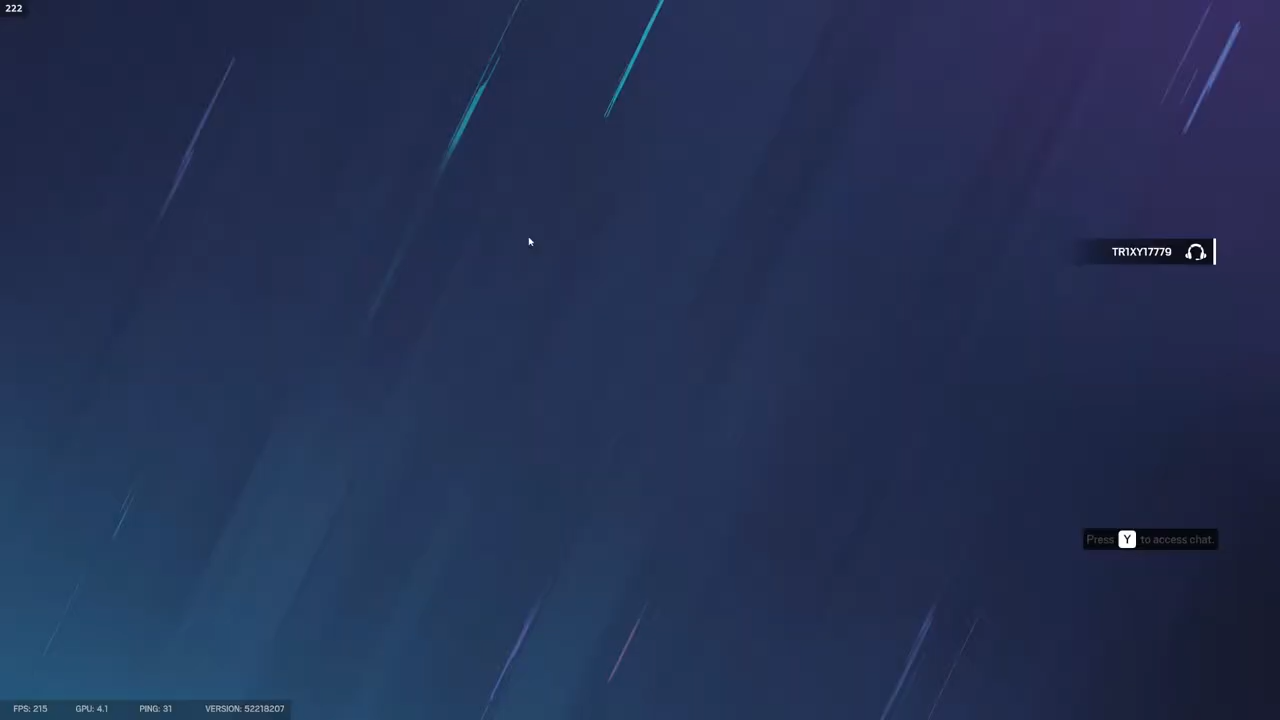 222
TR1XY17779
Press Y to access chat.
FPS: 215 GPU: 4.1 PING: 31 VERSION: 52218207